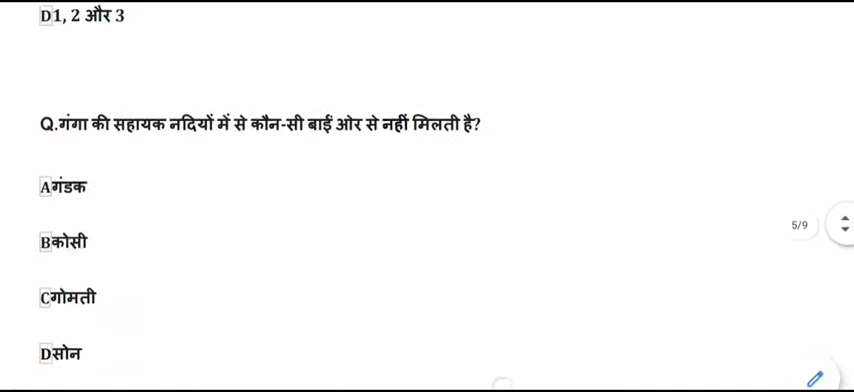 D1, 2 और 3
Q.गंगा की सहायक नदियों में से कौन-सी बाईं ओर से नहीं मिलती है?
Aगंडक
Bकोसी
5/9
Cगोमती
Dसोन